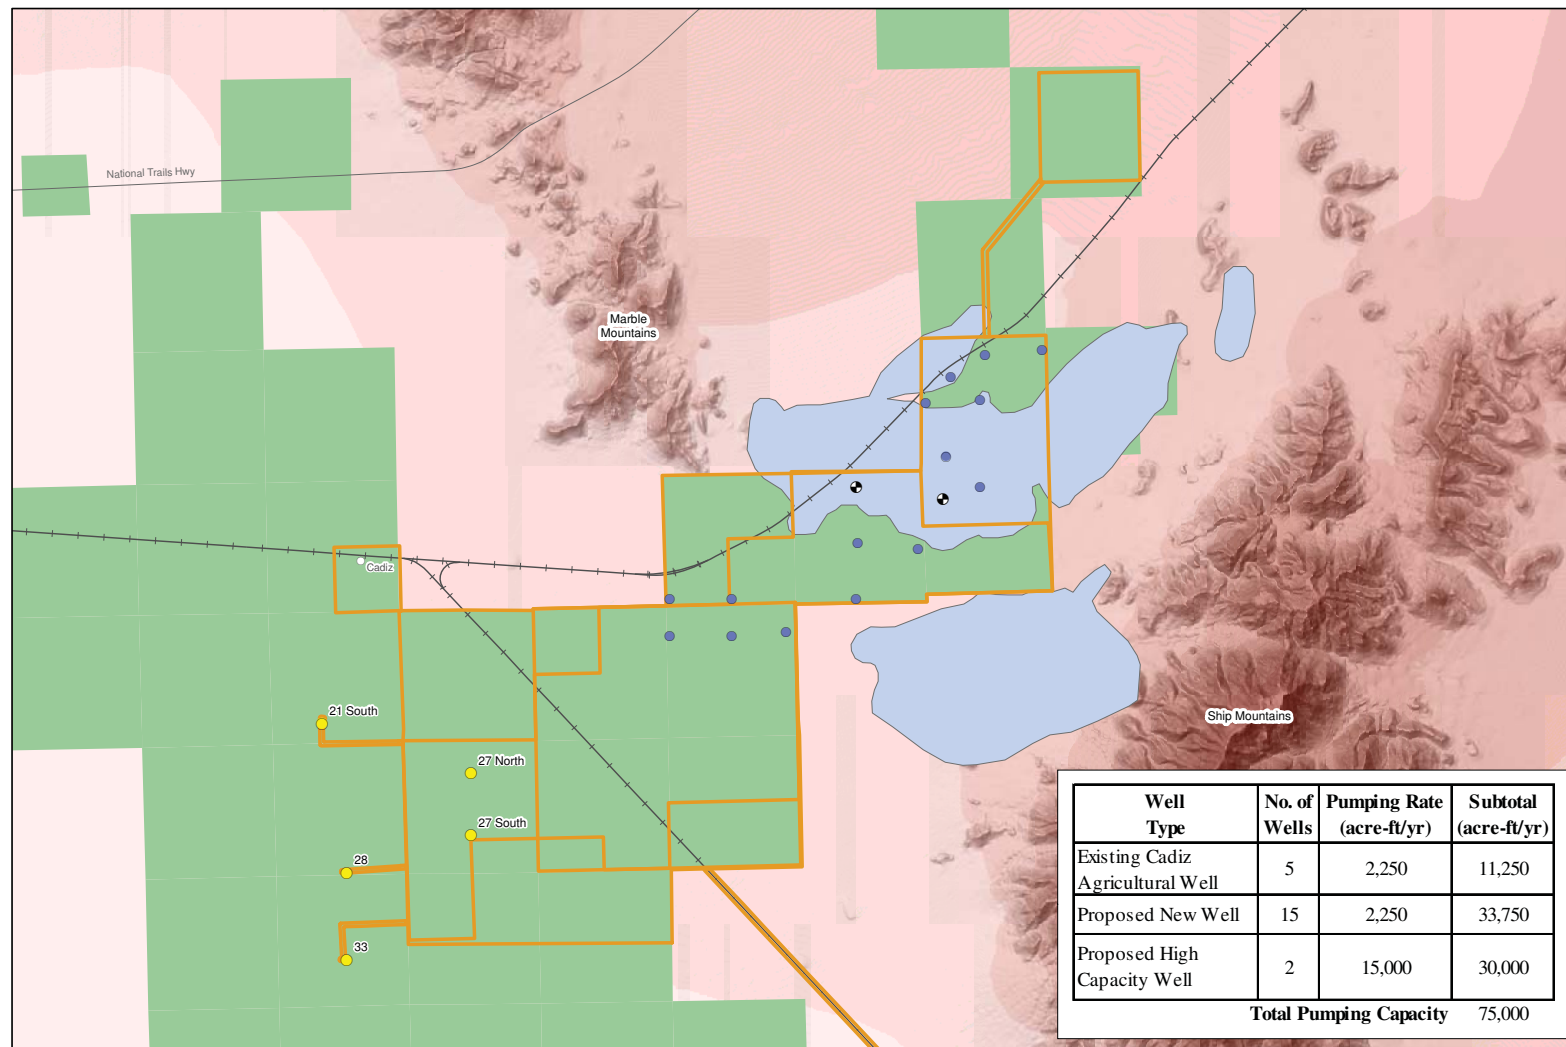 National Trails Hwy
Marble
Mountains
Cadiz
21 South
27 North
27 South
28
33
Ship Mountains
Well
Type
No. of
Wells
Pumping Rate
(acre-ft/yr)
Subtotal
(acre-ft/yr)
Existing Cadiz
Agricultural Well
5
2,250
11,250
Proposed New Well
15
2,250
33,750
Proposed High
Capacity Well
2
15,000
30,000
Total Pumping Capacity
75,000